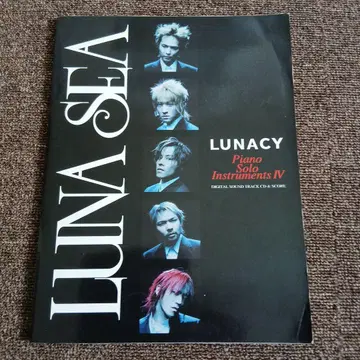 LUNA SEA
LUNACY
Piano
Solo
Instruments IV
DIGITAL SOUND TRACK CD & SCORE